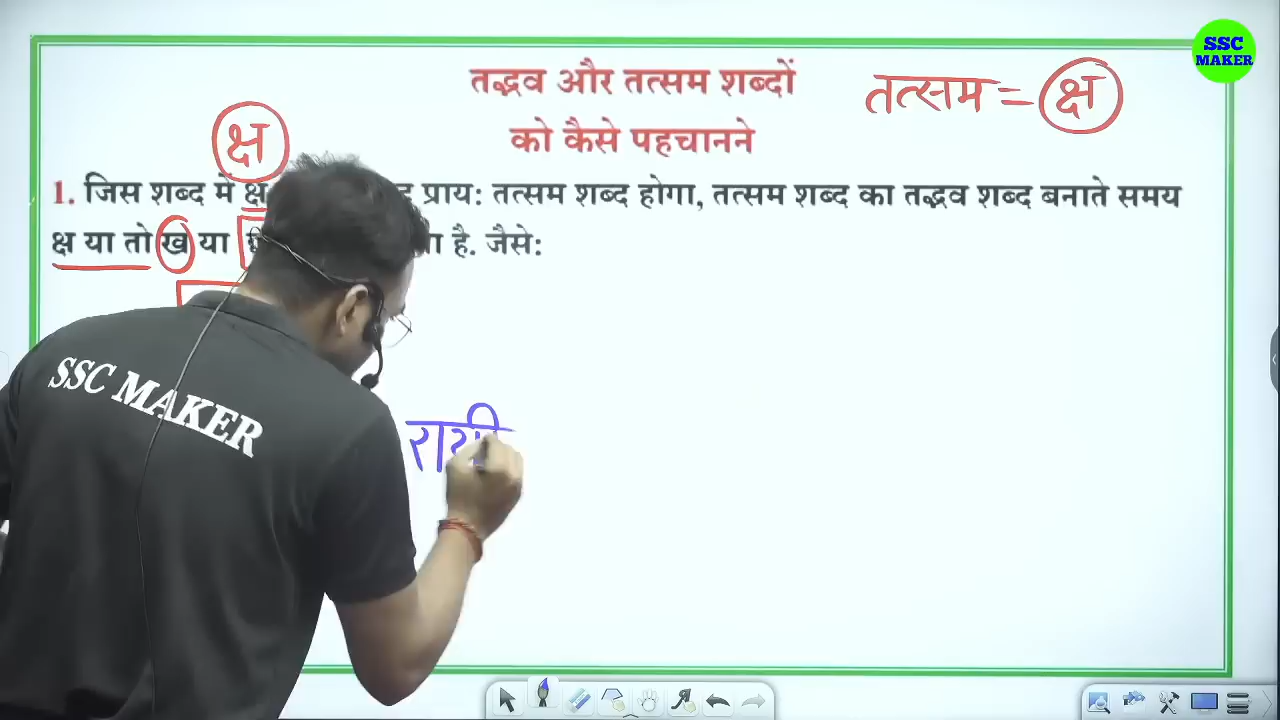 SSC
MAKER
तद्भव और तत्सम शब्दों
तत्सम = क्ष
को कैसे पहचानने
क्ष
1. जिस शब्द में क्ष प्राय: तत्सम शब्द होगा, तत्सम शब्द का तद्भव शब्द बनाते समय
क्ष या तो ख या है. जैसे:
SSC MAKER